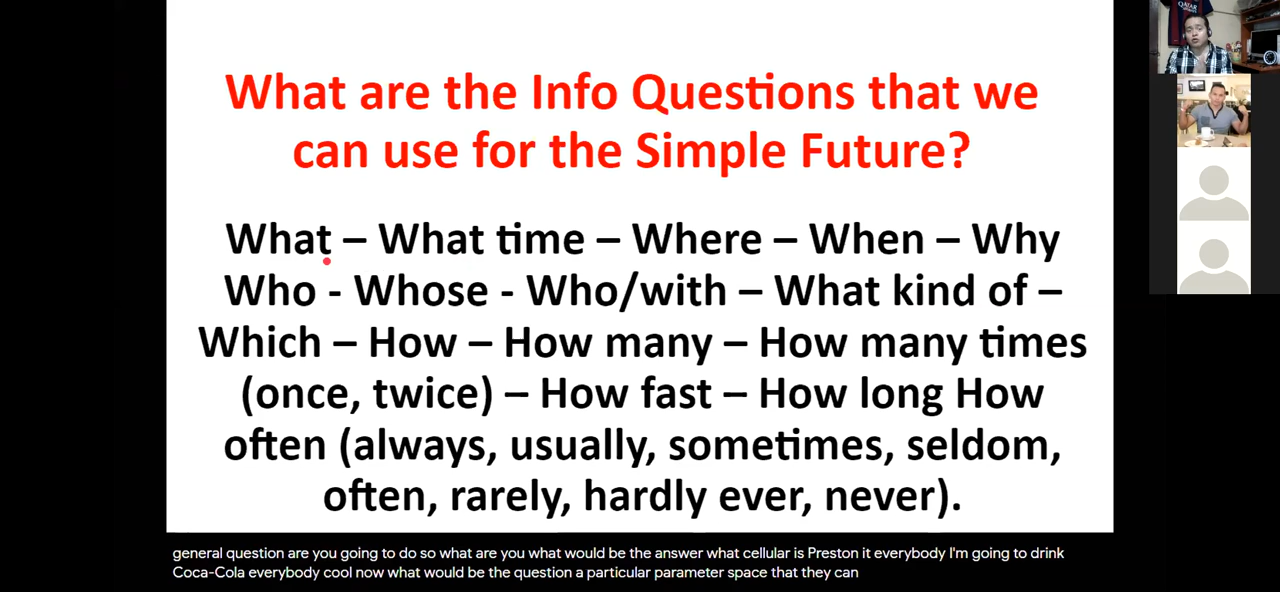 What are the Info Questions that we
can use for the Simple Future?
What – What time – Where – When – Why
Who - Whose - Who/with – What kind of –
Which – How – How many – How many times
(once, twice) – How fast – How long How
often (always, usually, sometimes, seldom,
often, rarely, hardly ever, never).
general question are you going to do so what are you what would be the answer what cellular is Preston it everybody I'm going to drink
Coca-Cola everybody cool now what would be the question a particular parameter space that they can
QATAR